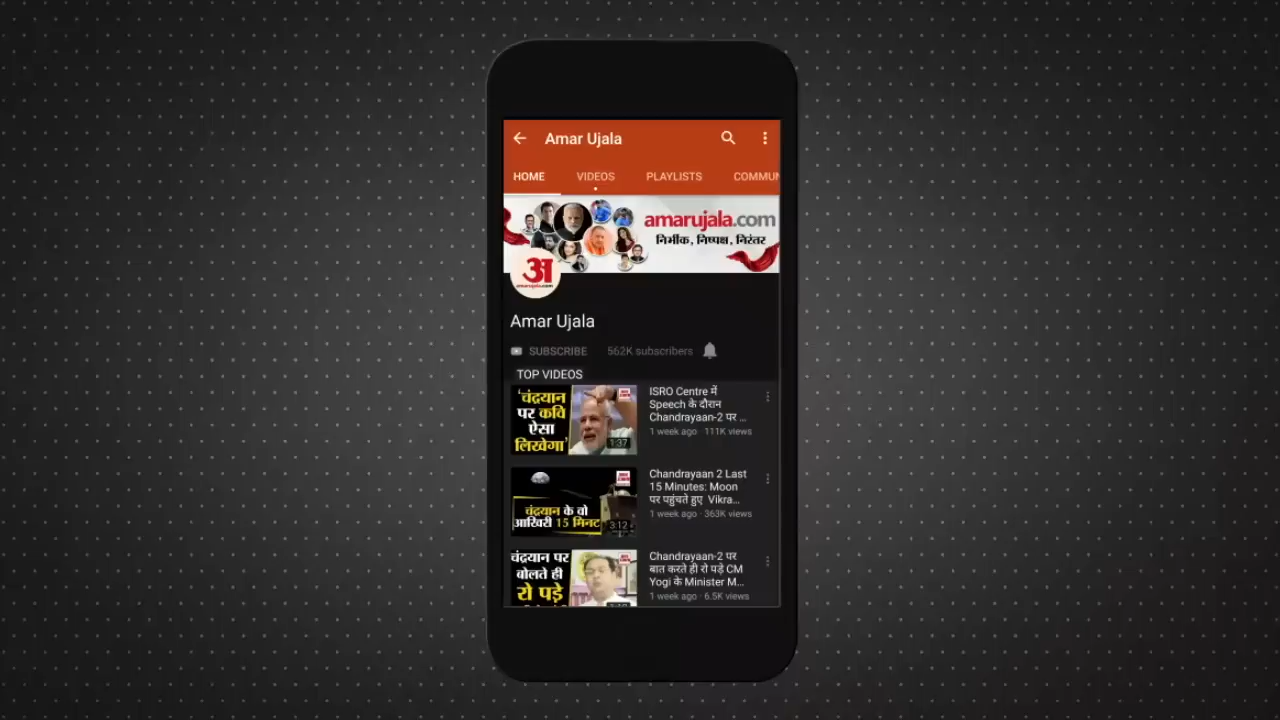 Amar Ujala
HOME VIDEOS PLAYLISTS COMMUN
amarujala.com
निर्भीक, निष्पक्ष, निरंतर
अ
amarujala.com
Amar Ujala
SUBSCRIBE 562K subscribers
TOP VIDEOS
'चंद्रयान
पर कवि
ऐसा
लिखेगा'
1:37
ISRO Centre में
Speech के दौरान
Chandrayaan-2 पर ...
1 week ago · 111K views
चंद्रयान के वो
आखिरी 15 मिनट
3:12
Chandrayaan 2 Last
15 Minutes: Moon
पर पहुंचते हुए Vikra...
1 week ago · 363K views
चंद्रयान पर
बोलते ही
रो पड़े
Chandrayaan-2 पर
बात करते ही रो पड़े CM
Yogi के Minister M...
1 week ago · 6.5K views